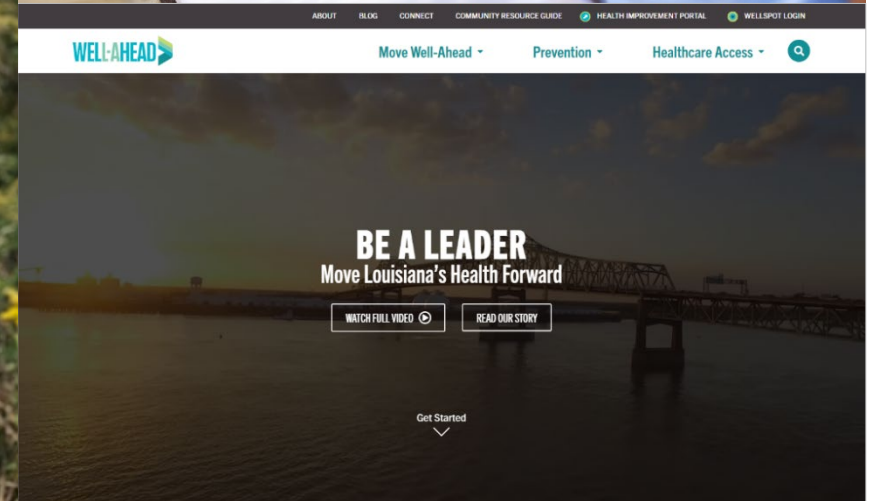 ABOUT BLOG CONNECT COMMUNITY RESOURCE GUIDE HEALTH IMPROVEMENT PORTAL WELLSPOT LOGIN
WELL-AHEAD Move Well-Ahead Prevention Healthcare Access
BE A LEADER
Move Louisiana's Health Forward
WATCH FULL VIDEO READ OUR STORY
Get Started